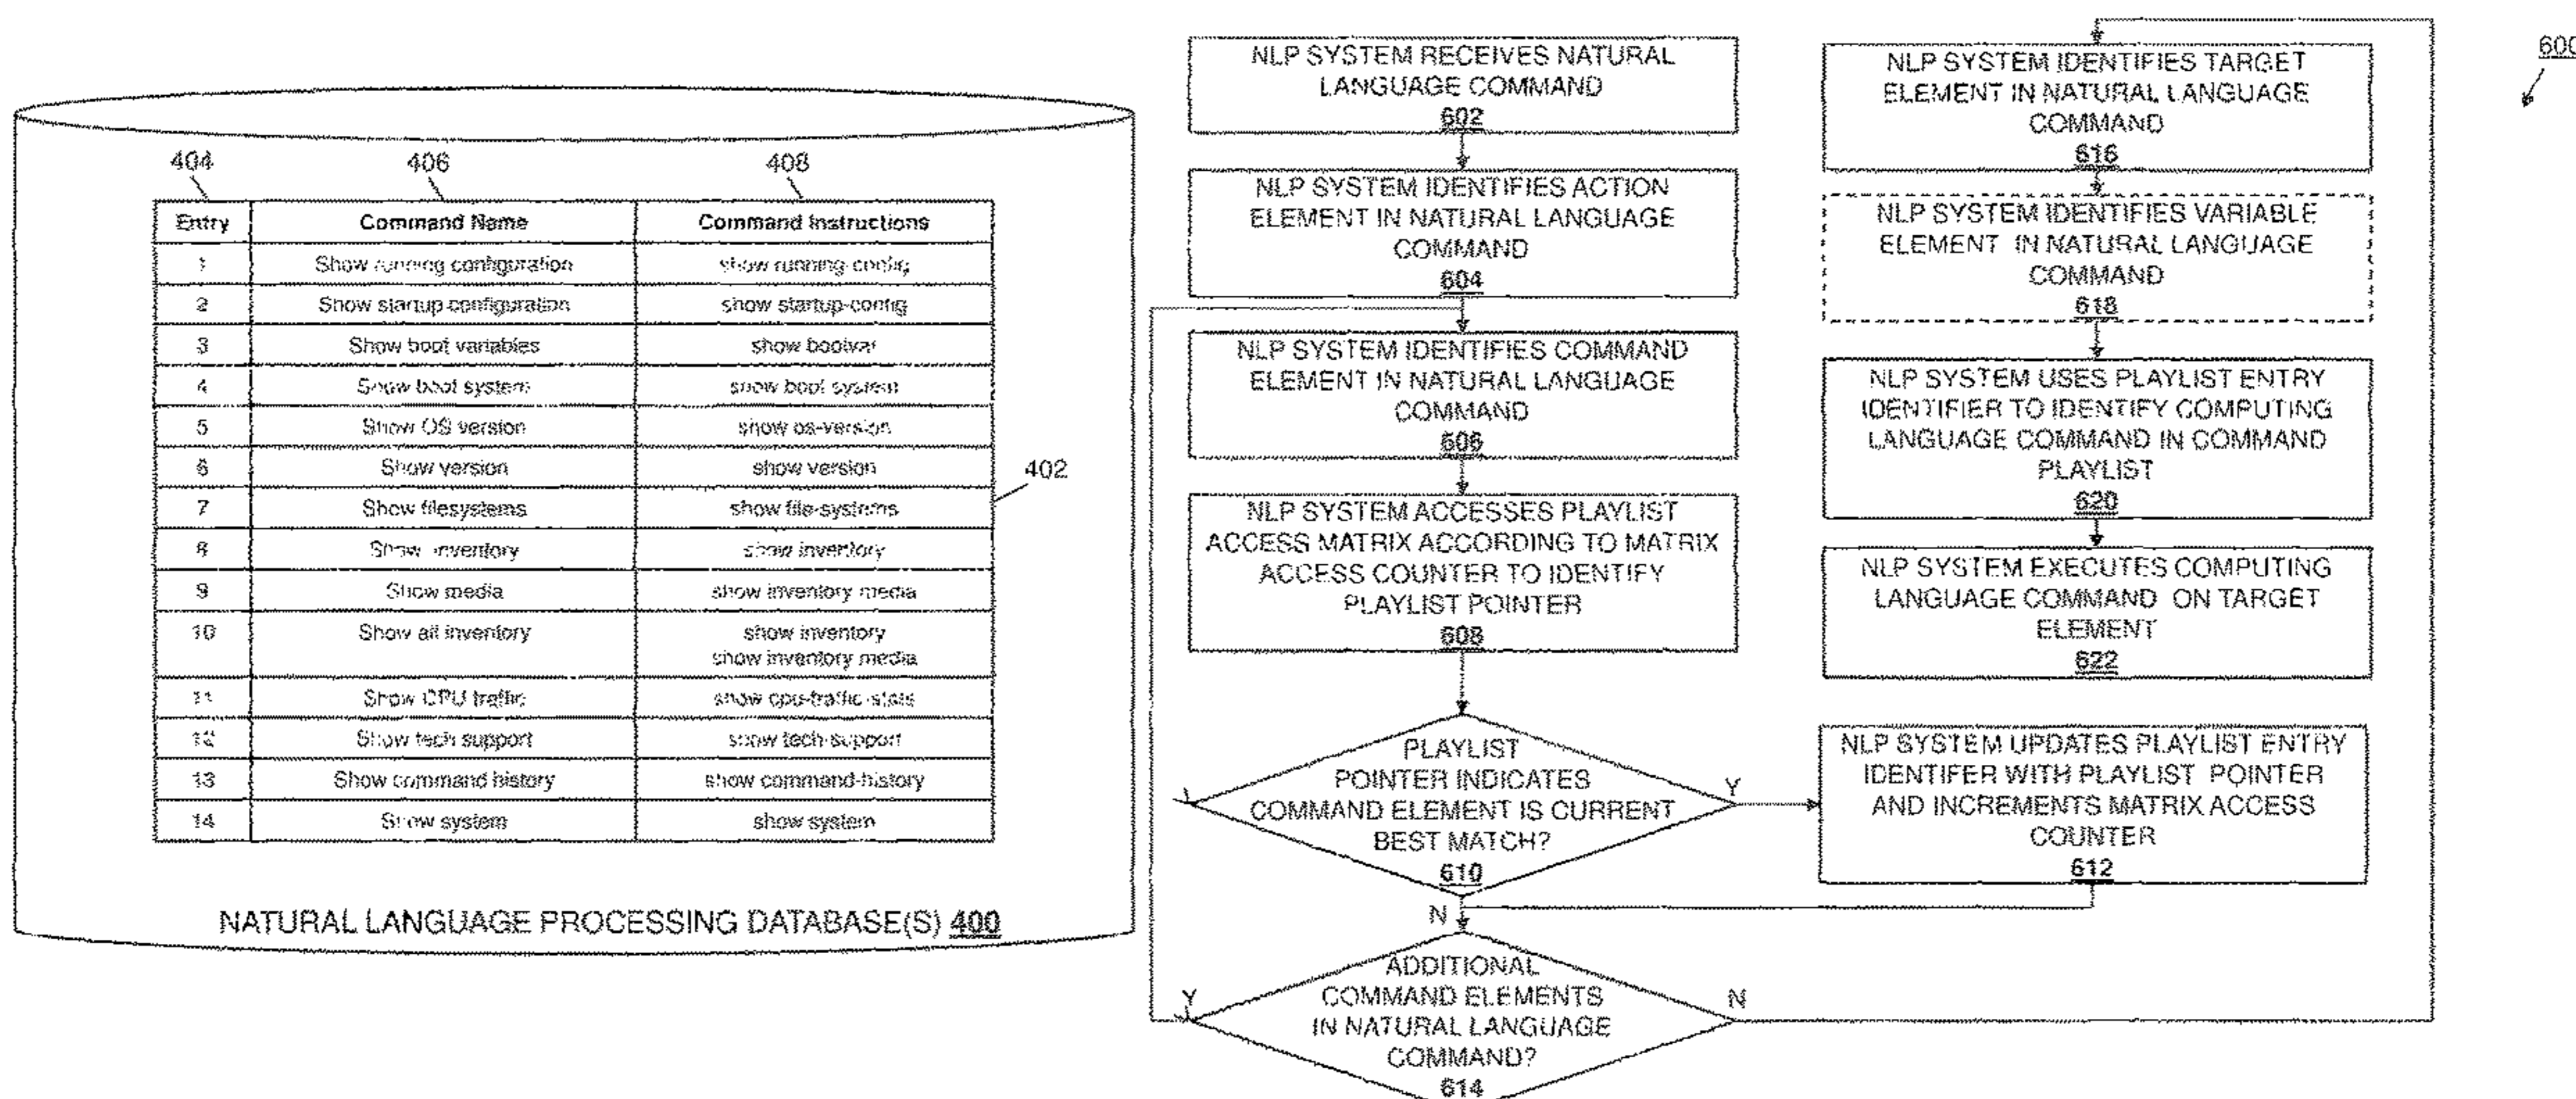 404 406 408
Entry Command Name Command Instructions
1 Show running configuration show running-config
2 Show startup configuration show startup-config
3 Show boot variables show bootvar
4 Show boot system show boot system
5 Show OS version show os-version
6 Show version show version
7 Show filesystems show file-systems
8 Show inventory show inventory
9 Show media show inventory media
10 Show all inventory show inventory
show inventory media
11 Show CPU traffic show cpu-traffic-stats
12 Show tech support show tech-support
13 Show command history show command-history
14 Show system show system
402
NATURAL LANGUAGE PROCESSING DATABASE(S) 400
NLP SYSTEM RECEIVES NATURAL
LANGUAGE COMMAND
602
NLP SYSTEM IDENTIFIES ACTION
ELEMENT IN NATURAL LANGUAGE
COMMAND
604
NLP SYSTEM IDENTIFIES COMMAND
ELEMENT IN NATURAL LANGUAGE
COMMAND
606
NLP SYSTEM ACCESSES PLAYLIST
ACCESS MATRIX ACCORDING TO MATRIX
ACCESS COUNTER TO IDENTIFY
PLAYLIST POINTER
608
PLAYLIST
POINTER INDICATES
COMMAND ELEMENT IS CURRENT
BEST MATCH?
610
Y
N
NLP SYSTEM UPDATES PLAYLIST ENTRY
IDENTIFER WITH PLAYLIST POINTER
AND INCREMENTS MATRIX ACCESS
COUNTER
612
ADDITIONAL
COMMAND ELEMENTS
IN NATURAL LANGUAGE
COMMAND?
614
Y
N
NLP SYSTEM IDENTIFIES TARGET
ELEMENT IN NATURAL LANGUAGE
COMMAND
616
NLP SYSTEM IDENTIFIES VARIABLE
ELEMENT IN NATURAL LANGUAGE
COMMAND
618
NLP SYSTEM USES PLAYLIST ENTRY
IDENTIFIER TO IDENTIFY COMPUTING
LANGUAGE COMMAND IN COMMAND
PLAYLIST
620
NLP SYSTEM EXECUTES COMPUTING
LANGUAGE COMMAND ON TARGET
ELEMENT
622
600